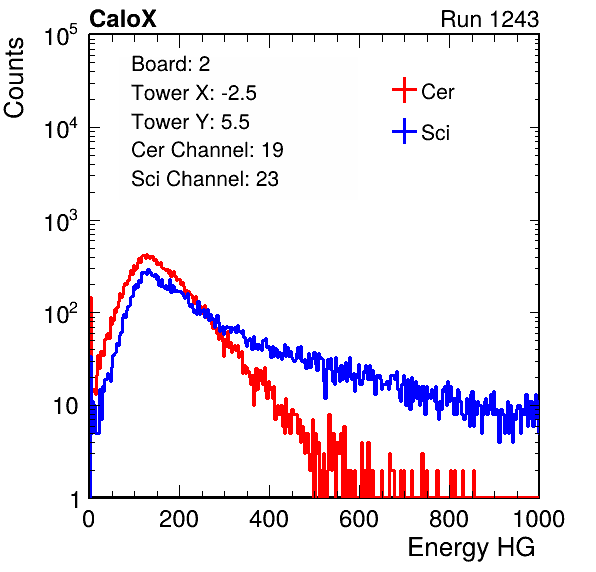 CaloX Run 1243
Counts
Board: 2
Tower X: -2.5
Tower Y: 5.5
Cer Channel: 19
Sci Channel: 23
Cer
Sci
10^5
10^4
10^3
10^2
10
1
0 200 400 600 800 1000
Energy HG